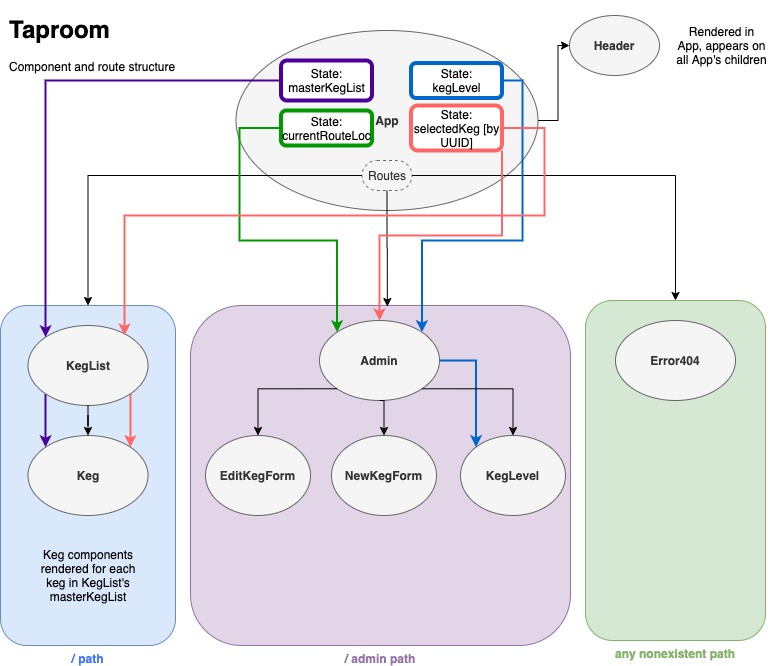 Taproom
Component and route structure
State:
masterKegList
State:
kegLevel
State:
currentRouteLoc
App
State:
selectedKeg [by
UUID]
Header
Rendered in
App, appears on
all App's children
Routes
KegList
Admin
Error404
Keg
EditKegForm
NewKegForm
KegLevel
Keg components
rendered for each
keg in KegList's
masterKegList
/ path
/ admin path
any nonexistent path